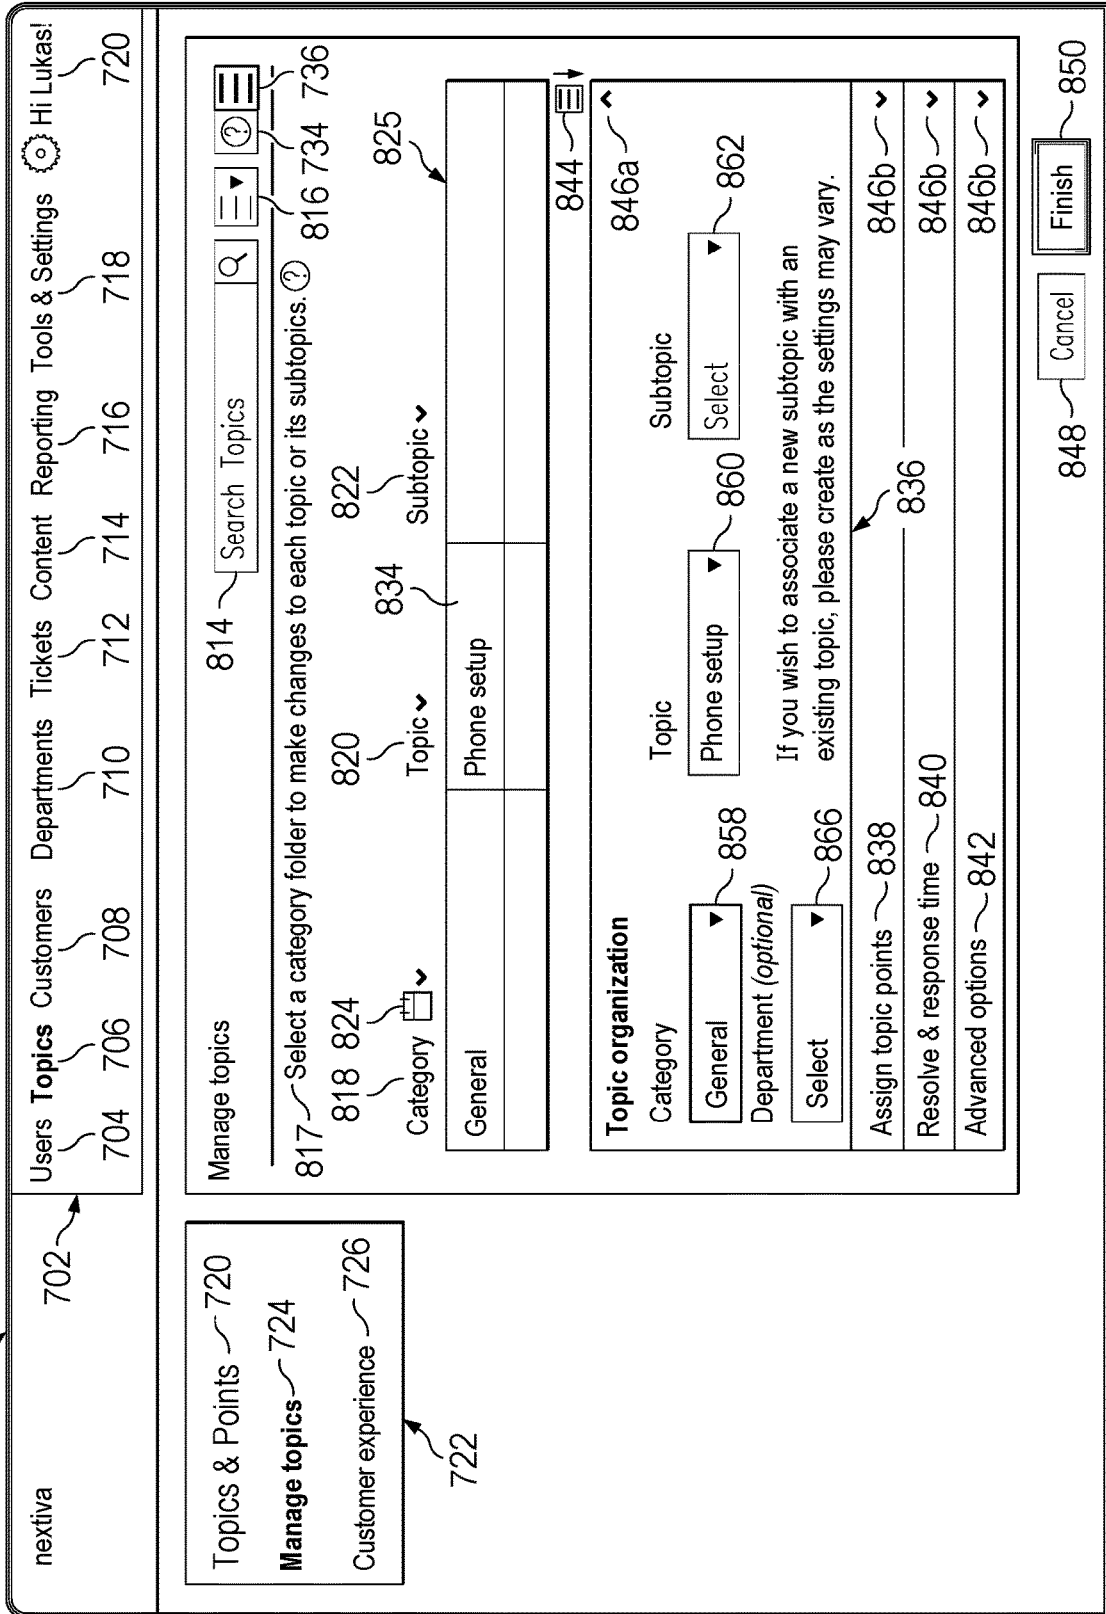 nextiva
702
Users Topics Customers Departments Tickets Content Reporting Tools & Settings Hi Lukas!
704 706 708 710 712 714 716 718 720
Topics & Points 720
Manage topics 724
Customer experience 726
722
Manage topics
814 Search Topics
816 734 736
817 Select a category folder to make changes to each topic or its subtopics. ?
818 824 820 834 822 825
Category Topic Subtopic
General Phone setup
844
Topic organization 846a
Category Topic Subtopic
General 858 Phone setup 860 Select 862
Department (optional)
Select 866
If you wish to associate a new subtopic with an
existing topic, please create as the settings may vary.
836
Assign topic points 838 846b
Resolve & response time 840 846b
Advanced options 842 846b
848 Cancel Finish 850